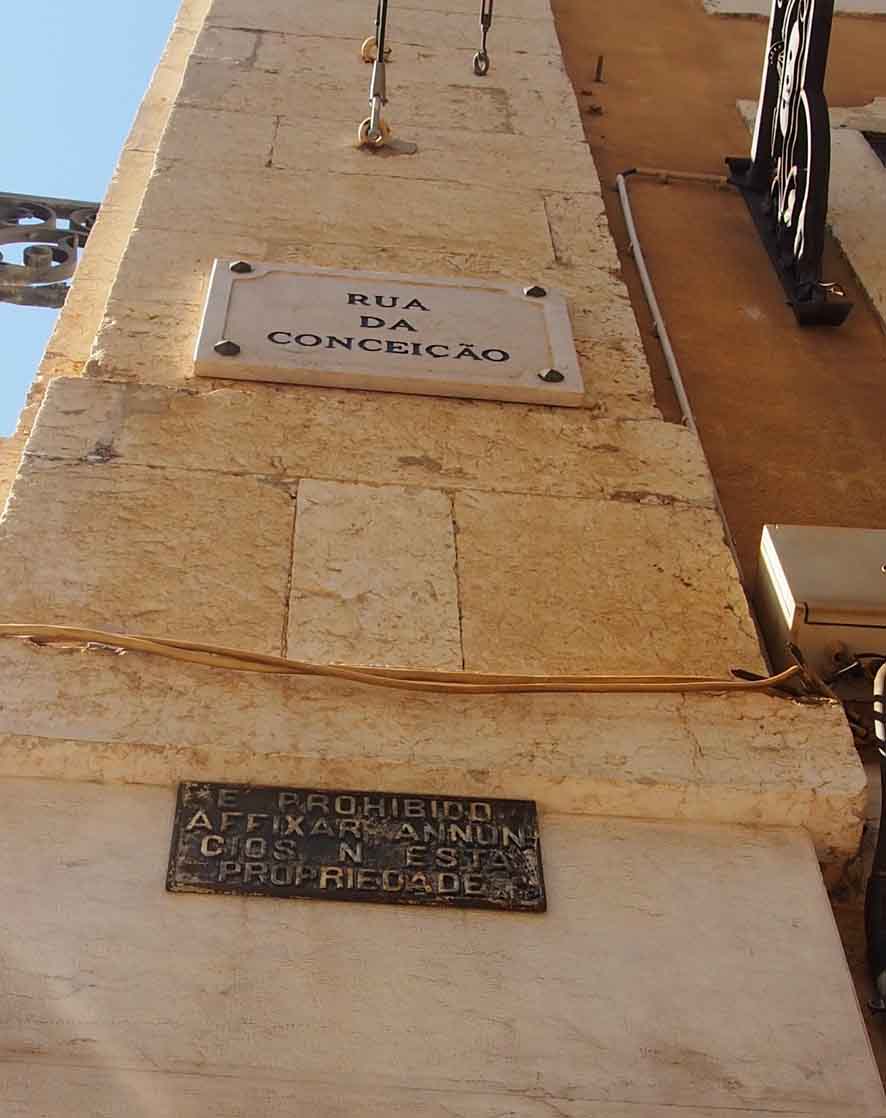 RUA
DA
CONCEIÇÃO
E PROHIBIDO
AFFIXAR ANNUN
CIOS N ESTA
PROPRIEDADE